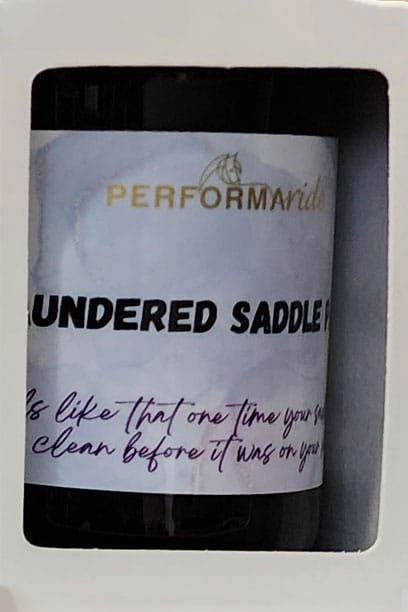 PERFORMAride
UNDERED SADDLE
like that one time your
clean before it was on your